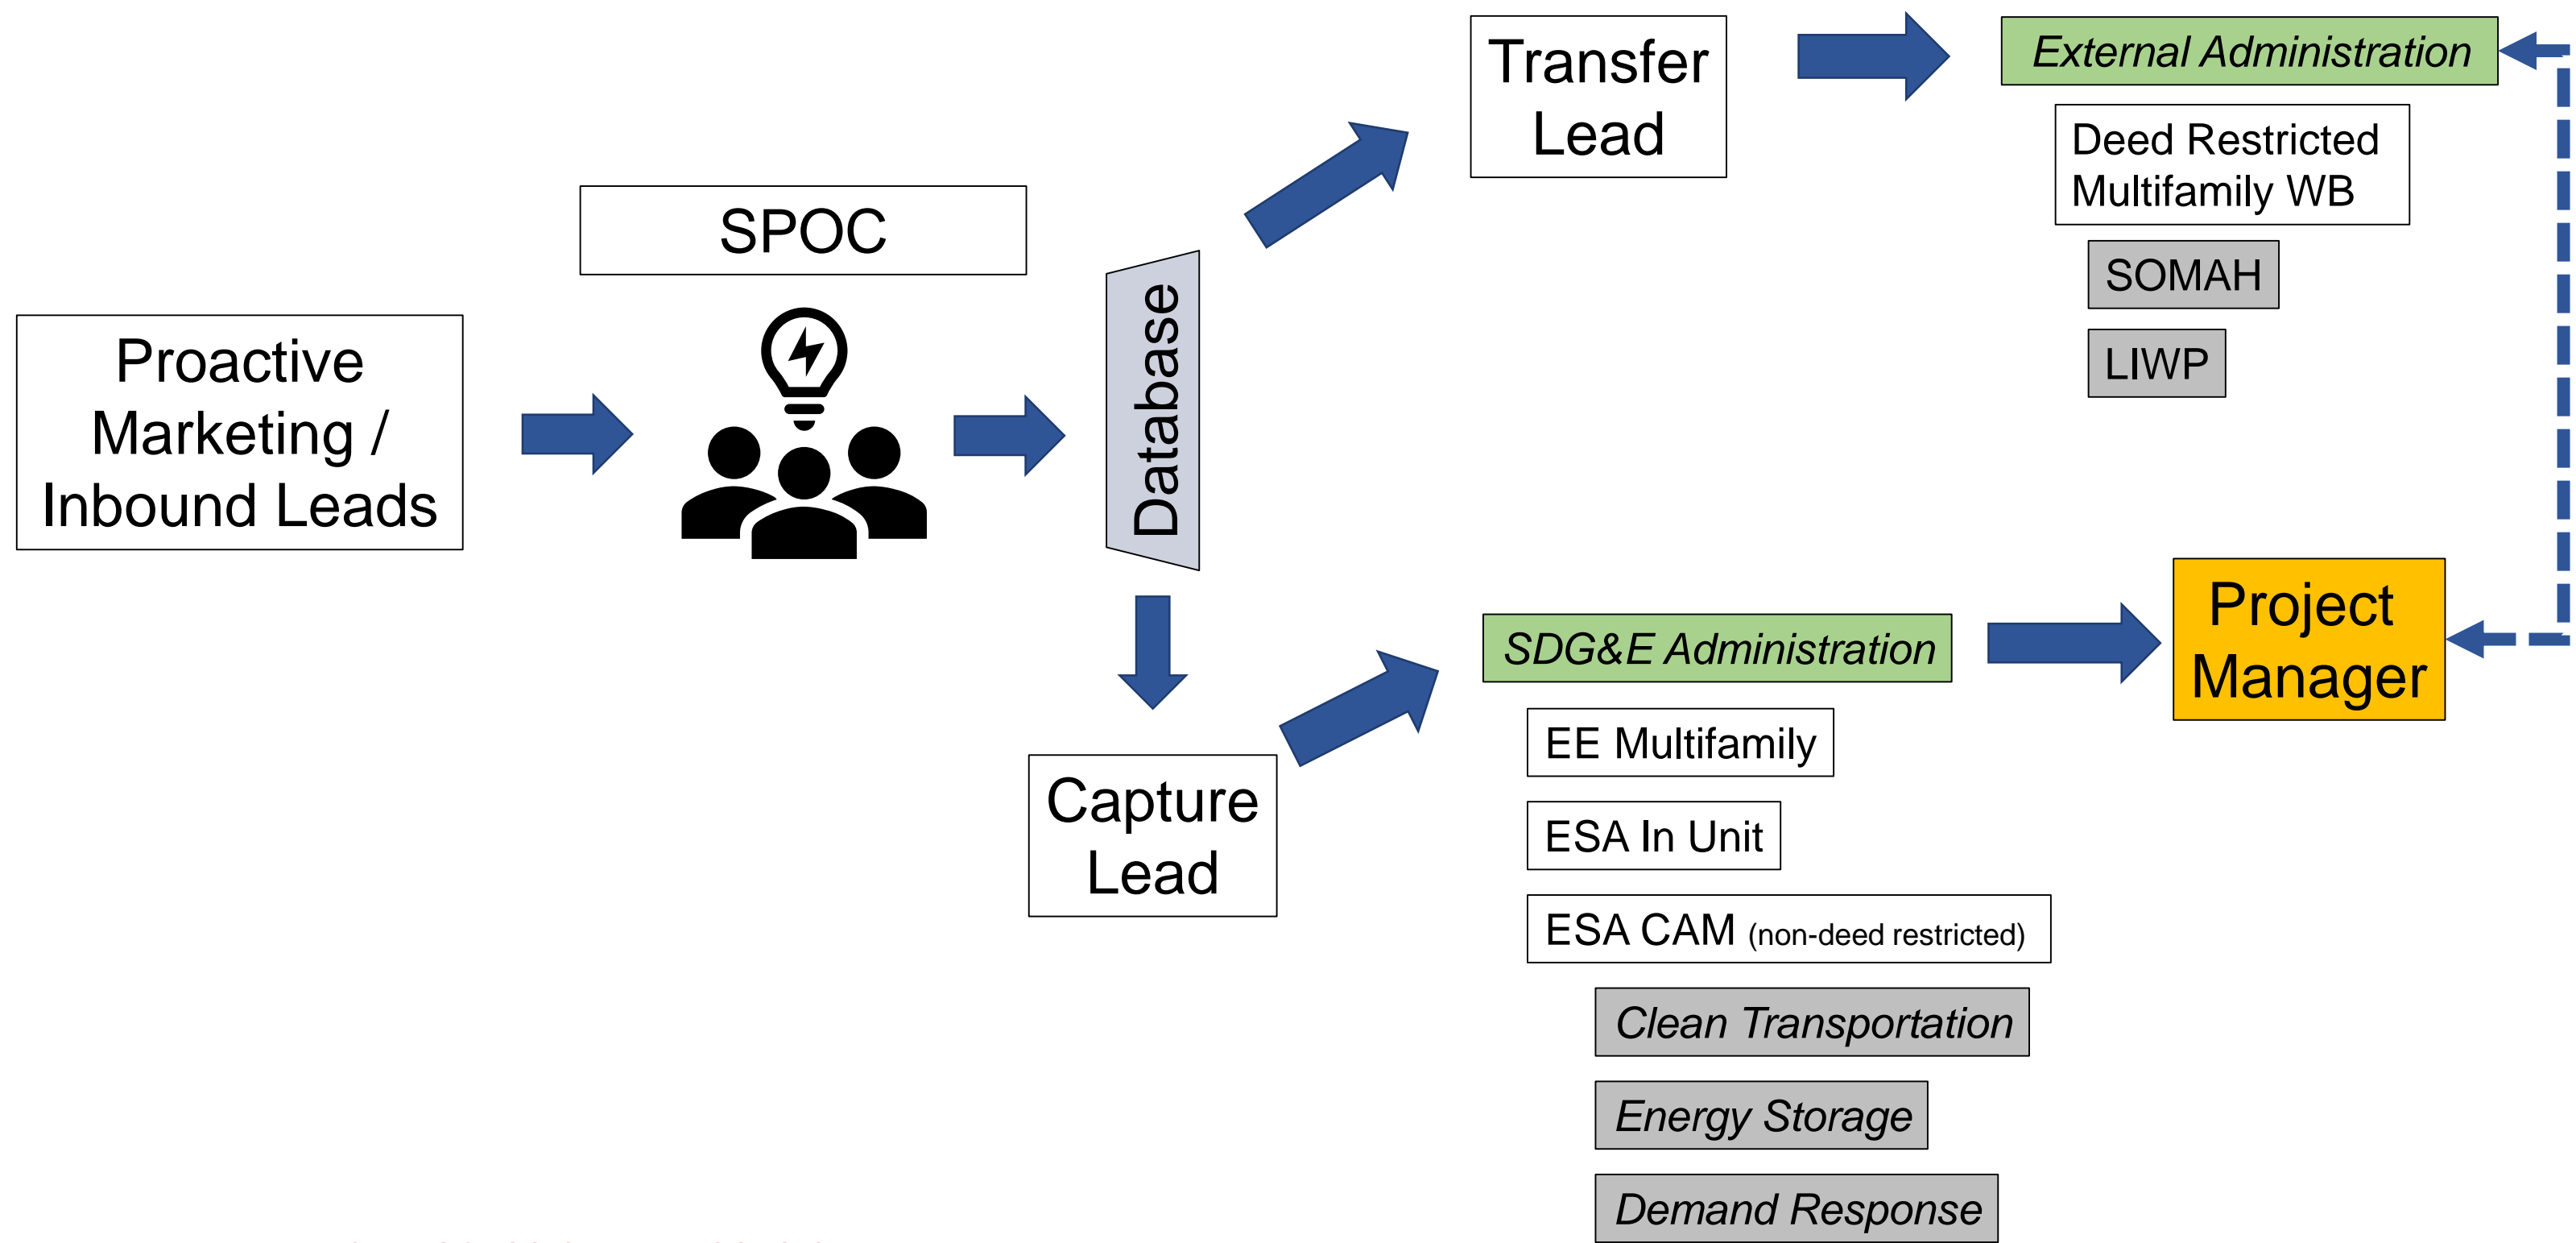 Proactive
Marketing /
Inbound Leads
SPOC
Database
Transfer
Lead
External Administration
Deed Restricted
Multifamily WB
SOMAH
LIWP
Capture
Lead
SDG&E Administration
EE Multifamily
ESA In Unit
ESA CAM (non-deed restricted)
Clean Transportation
Energy Storage
Demand Response
Project
Manager